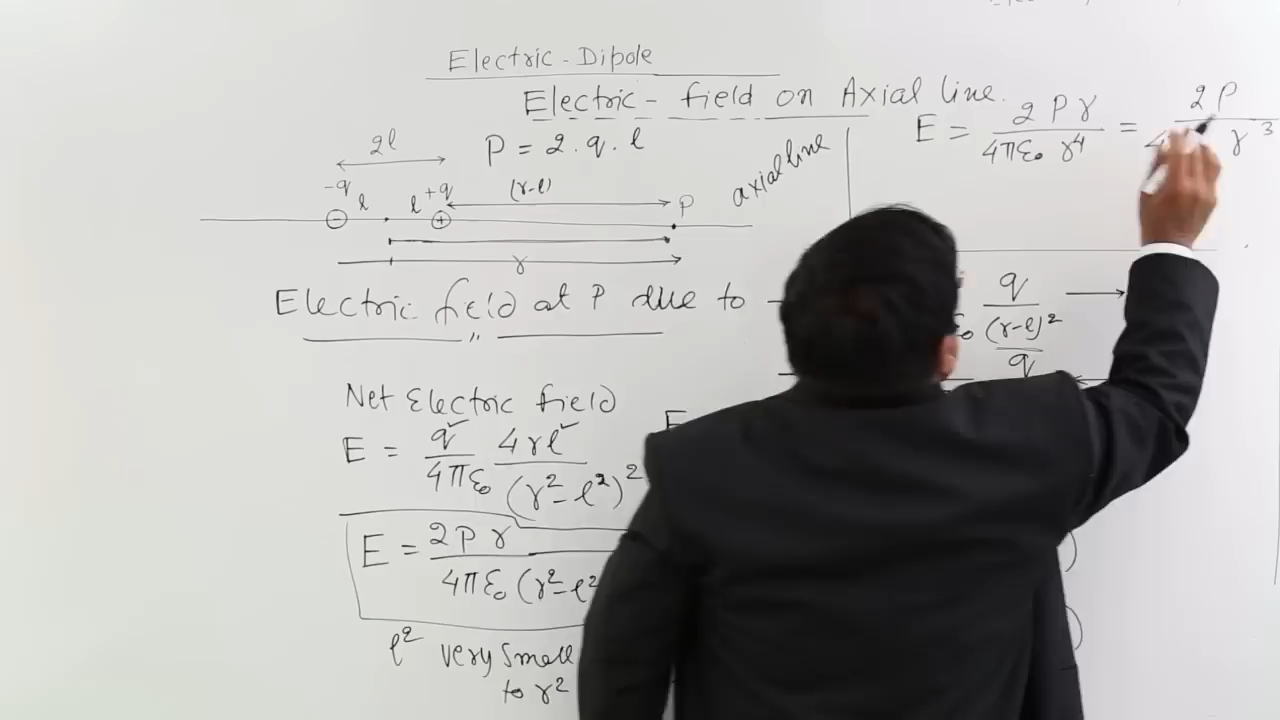 Electric - Dipole
Electric - field on Axial line.
2l
P = 2. q. l
-q l l +q
(r-l)
P
axial line
r
E = 2 P r / 4πε₀ r⁴ = 2 P / 4 r³
Electric field at P due to
q / (r-l)²
q
Net Electric field
E = q / 4πε₀ 4 r l / (r² - l²)²
E
E = 2 P r / 4πε₀ (r² - l²
l² very small
to r²